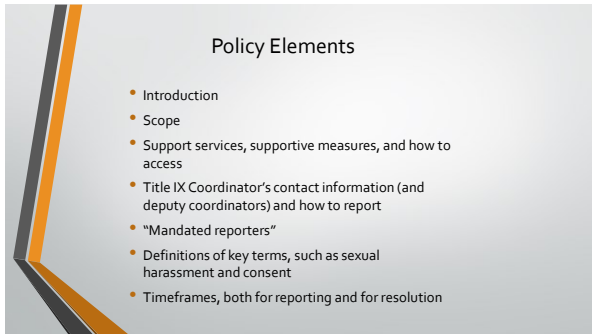 Policy Elements
• Introduction
• Scope
• Support services, supportive measures, and how to
access
• Title IX Coordinator’s contact information (and
deputy coordinators) and how to report
• “Mandated reporters”
• Definitions of key terms, such as sexual
harassment and consent
• Timeframes, both for reporting and for resolution